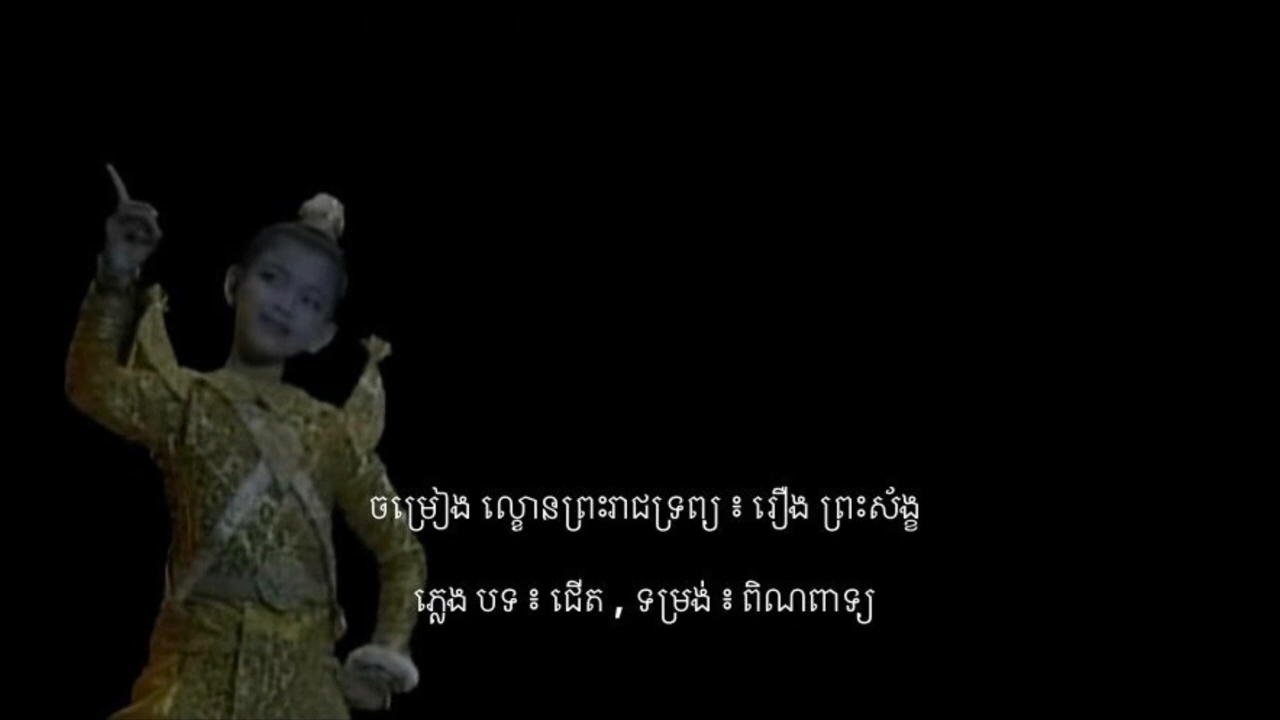 ចម្រៀង ល្ខោនព្រះរាជទ្រព្យ ៖ រឿង ព្រះស័ង្ខ
ភ្លេង បទ ៖ ជើត , ទម្រង់ ៖ ពិណពាទ្យ